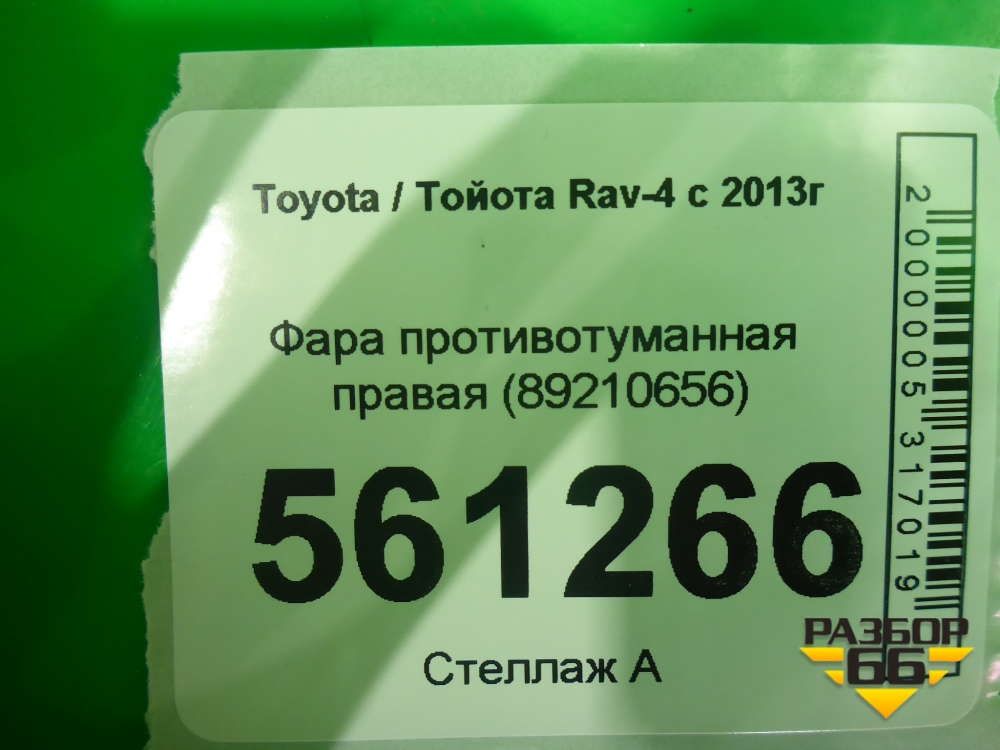 Toyota / Тойота Rav-4 с 2013г
Фара противотуманная
правая (89210656)
561266
Стеллаж А
2000005317019
РАЗБОР
66